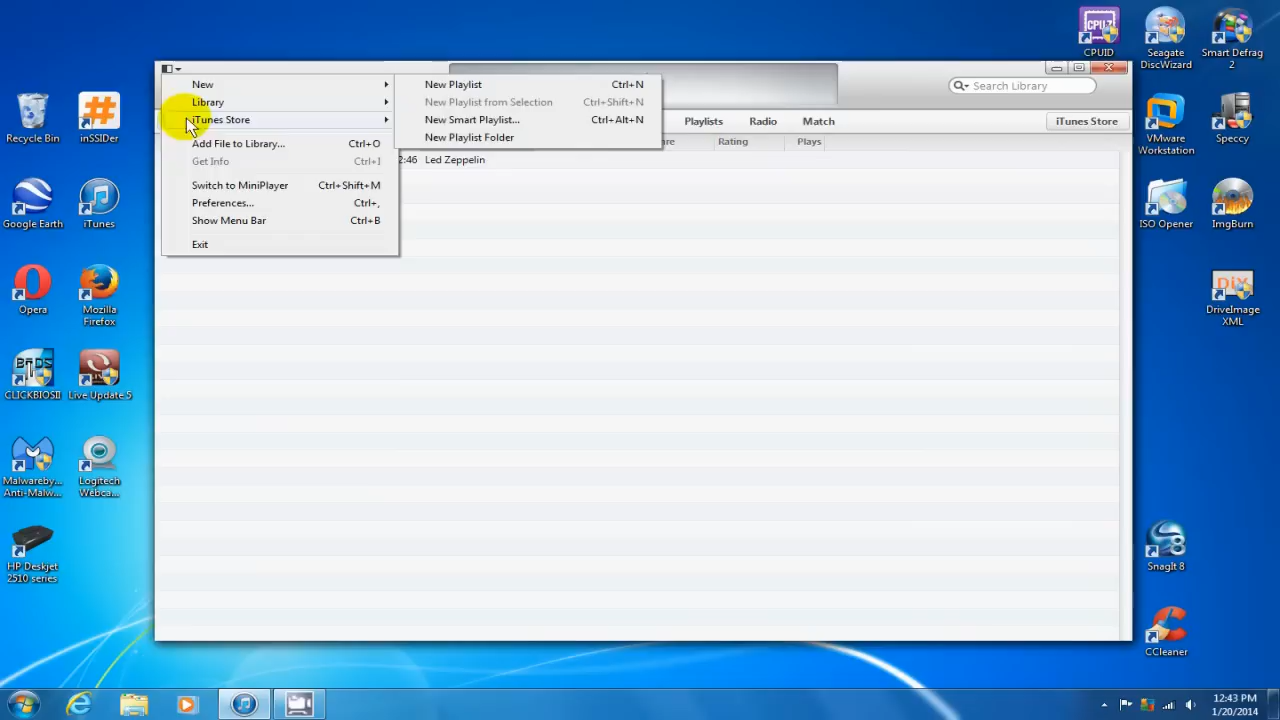 CPUZ
CPUID
Seagate
DiscWizard
Smart Defrag
2
Recycle Bin
inSSIDer
Google Earth
iTunes
Opera
Mozilla
Firefox
CLICKBIOSII
Live Update 5
Malwareby...
Anti-Malw...
Logitech
Webca...
HP Deskjet
2510 series
New
Library
iTunes Store
Add File to Library... Ctrl+O
Get Info Ctrl+I
Switch to MiniPlayer Ctrl+Shift+M
Preferences... Ctrl+,
Show Menu Bar Ctrl+B
Exit
New Playlist Ctrl+N
New Playlist from Selection Ctrl+Shift+N
New Smart Playlist... Ctrl+Alt+N
New Playlist Folder
Search Library
Playlists Radio Match iTunes Store
re Rating Plays
2:46 Led Zeppelin
VMware
Workstation
Speccy
ISO Opener
ImgBurn
DiX
DriveImage
XML
SnagIt 8
CCleaner
12:43 PM
1/20/2014